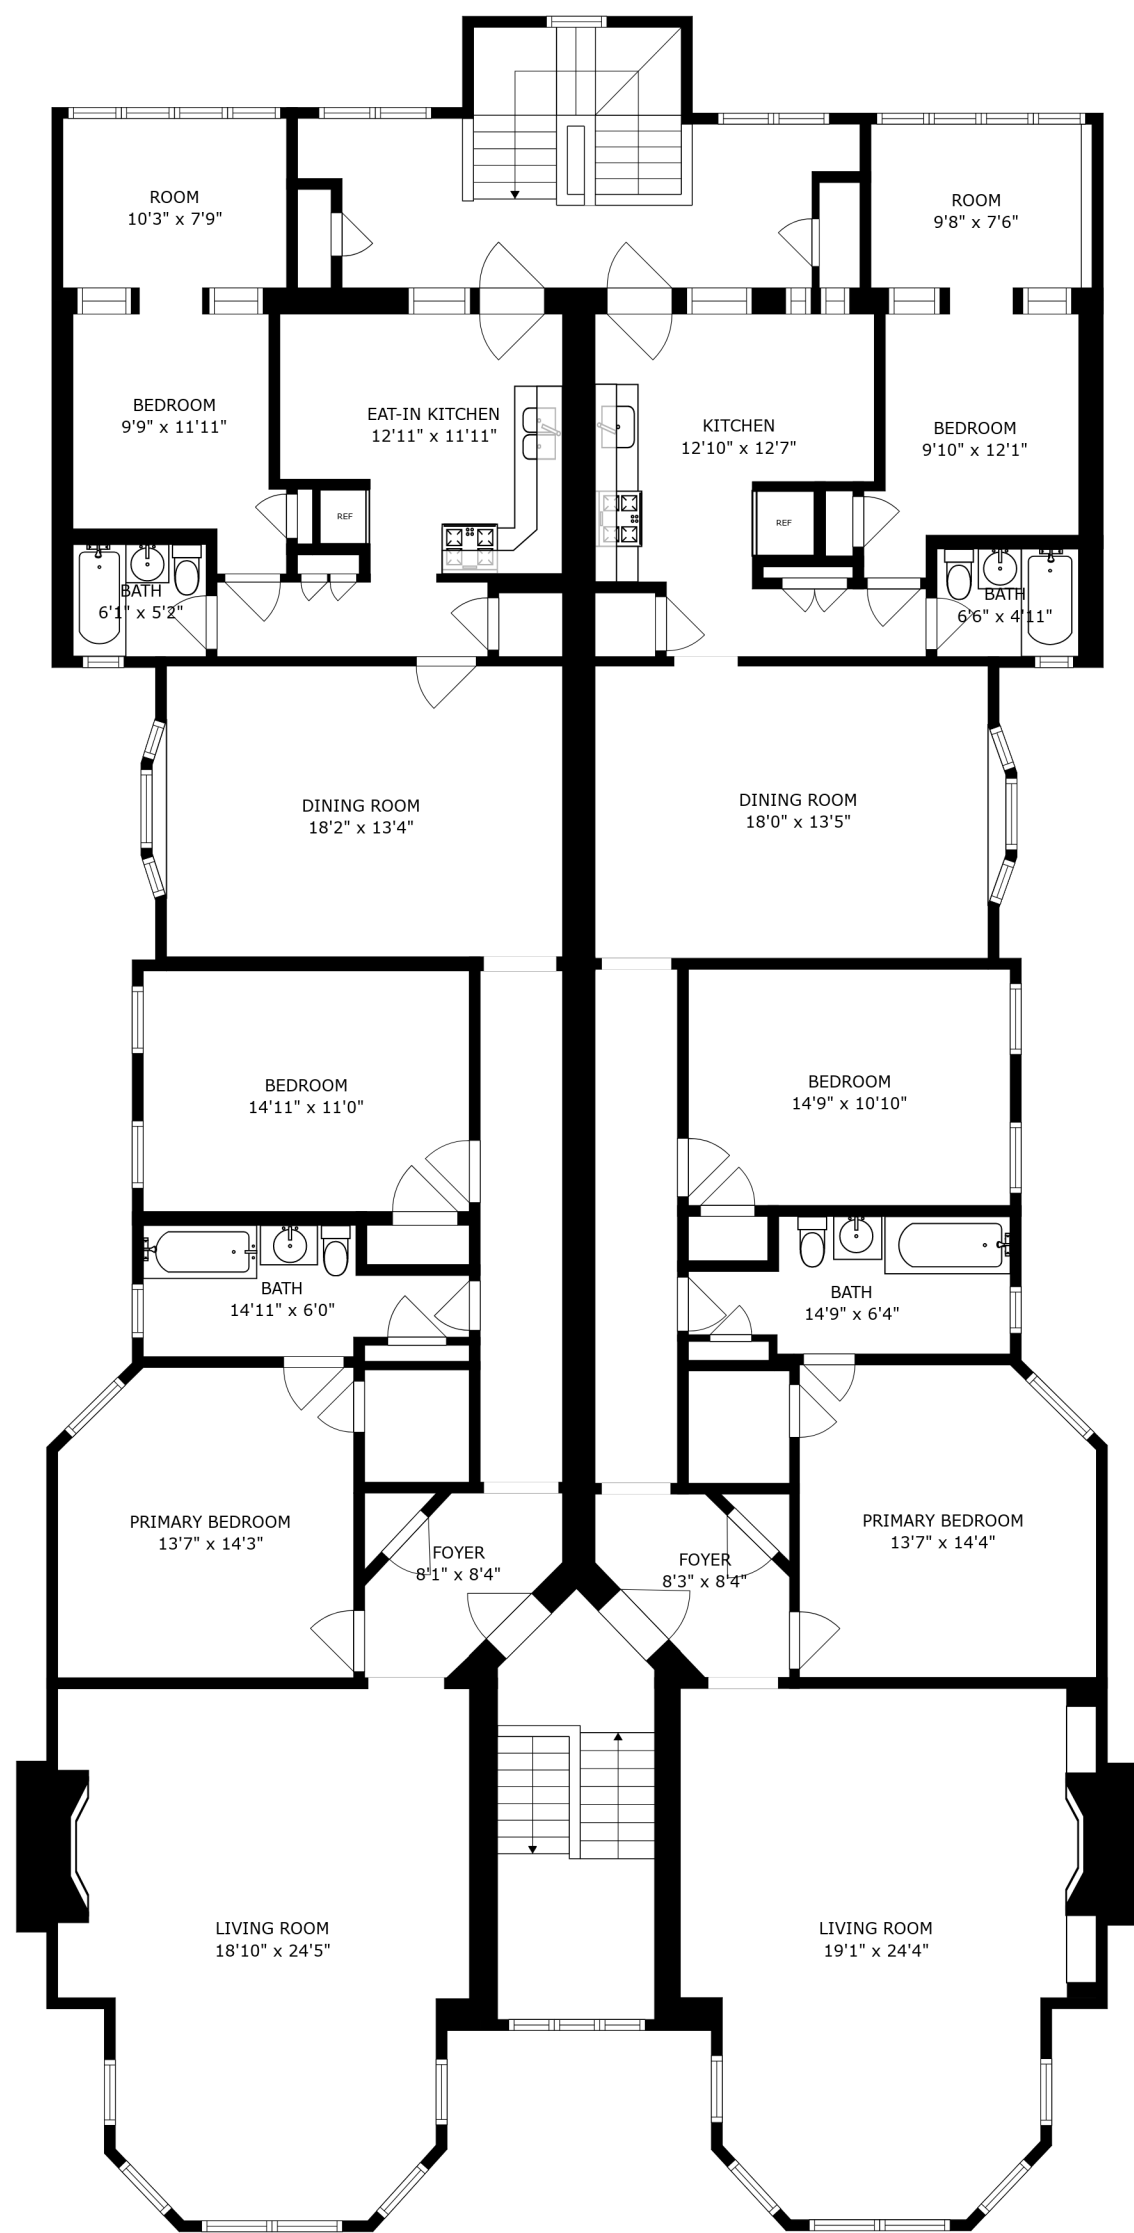 ROOM
10'3" x 7'9"
ROOM
9'8" x 7'6"
BEDROOM
9'9" x 11'11"
EAT-IN KITCHEN
12'11" x 11'11"
KITCHEN
12'10" x 12'7"
BEDROOM
9'10" x 12'1"
REF
REF
BATH
6'1" x 5'2"
BATH
6'6" x 4'11"
DINING ROOM
18'2" x 13'4"
DINING ROOM
18'0" x 13'5"
BEDROOM
14'11" x 11'0"
BEDROOM
14'9" x 10'10"
BATH
14'11" x 6'0"
BATH
14'9" x 6'4"
PRIMARY BEDROOM
13'7" x 14'3"
FOYER
8'1" x 8'4"
FOYER
8'3" x 8'4"
PRIMARY BEDROOM
13'7" x 14'4"
LIVING ROOM
18'10" x 24'5"
LIVING ROOM
19'1" x 24'4"